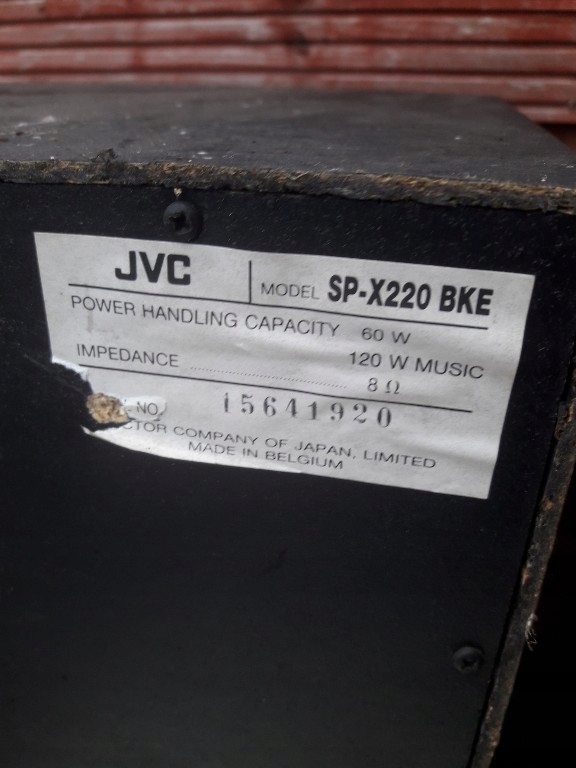 JVC
MODEL SP-X220 BKE
POWER HANDLING CAPACITY 60 W
120 W MUSIC
IMPEDANCE ........................ 8 Ω
NO. 15641920
CTOR COMPANY OF JAPAN, LIMITED
MADE IN BELGIUM